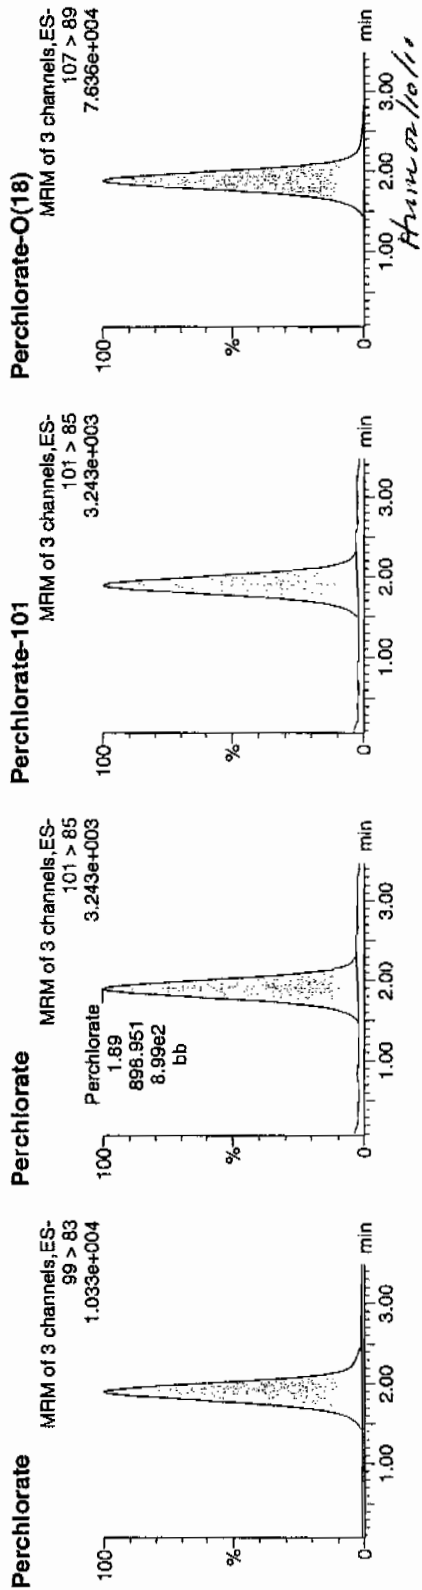 Perchlorate
MRM of 3 channels,ES-
99 > 83
1.033e+004
100
%
0
1.00
2.00
3.00
min
Perchlorate
MRM of 3 channels,ES-
101 > 85
3.243e+003
Perchlorate
1.89
898.951
8.99e2
bb
100
%
0
1.00
2.00
3.00
min
Perchlorate-101
MRM of 3 channels,ES-
101 > 85
3.243e+003
100
%
0
1.00
2.00
3.00
min
Perchlorate-O(18)
MRM of 3 channels,ES-
107 > 89
7.636e+004
100
%
0
1.00
2.00
3.00
min
02/10/10